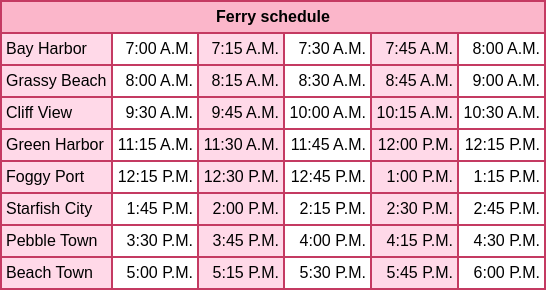 Ferry schedule
Bay Harbor 7:00 A.M. 7:15 A.M. 7:30 A.M. 7:45 A.M. 8:00 A.M.
Grassy Beach 8:00 A.M. 8:15 A.M. 8:30 A.M. 8:45 A.M. 9:00 A.M.
Cliff View 9:30 A.M. 9:45 A.M. 10:00 A.M. 10:15 A.M. 10:30 A.M.
Green Harbor 11:15 A.M. 11:30 A.M. 11:45 A.M. 12:00 P.M. 12:15 P.M.
Foggy Port 12:15 P.M. 12:30 P.M. 12:45 P.M. 1:00 P.M. 1:15 P.M.
Starfish City 1:45 P.M. 2:00 P.M. 2:15 P.M. 2:30 P.M. 2:45 P.M.
Pebble Town 3:30 P.M. 3:45 P.M. 4:00 P.M. 4:15 P.M. 4:30 P.M.
Beach Town 5:00 P.M. 5:15 P.M. 5:30 P.M. 5:45 P.M. 6:00 P.M.